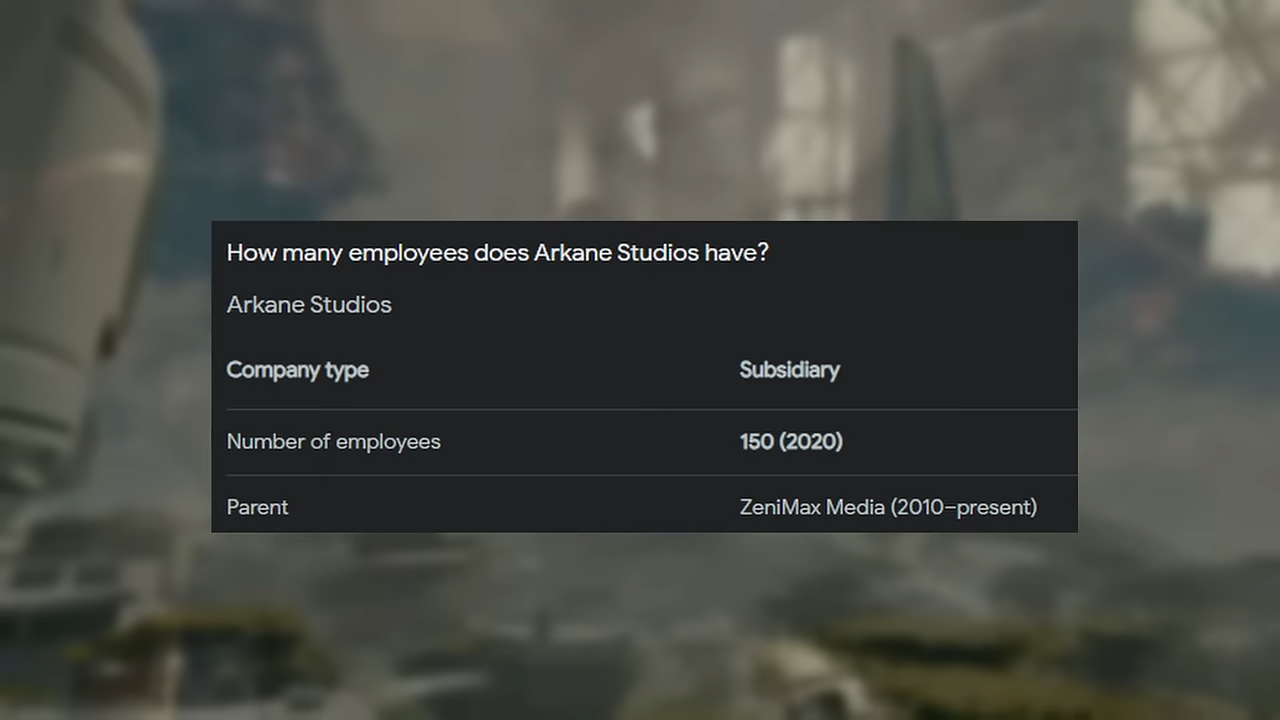 How many employees does Arkane Studios have?
Arkane Studios
Company type Subsidiary
Number of employees 150 (2020)
Parent ZeniMax Media (2010–present)